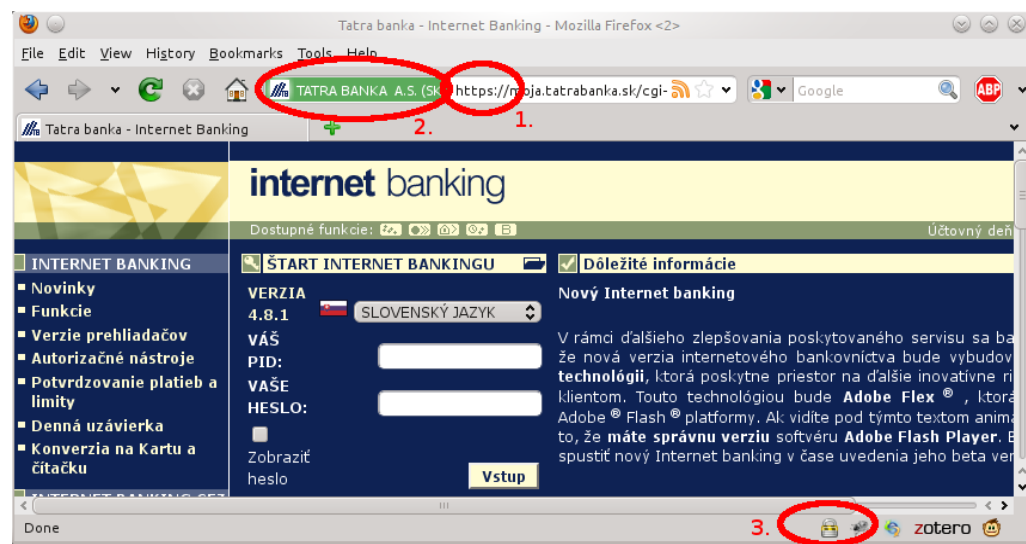 Tatra banka - Internet Banking - Mozilla Firefox <2>
File Edit View History Bookmarks Tools Help
TATRA BANKA A.S. (SK https://moja.tatrabanka.sk/cgi- Google ABP
2. 1.
Tatra banka - Internet Banking
internet banking
Dostupné funkcie:
Účtovný deň
INTERNET BANKING
Novinky
Funkcie
Verzie prehliadačov
Autorizačné nástroje
Potvrdzovanie platieb a
limity
Denná uzávierka
Konverzia na Kartu a
čítačku
ŠTART INTERNET BANKINGU
VERZIA
4.8.1
SLOVENSKÝ JAZYK
VÁŠ
PID:
VAŠE
HESLO:
Zobraziť
heslo
Vstup
Dôležité informácie
Nový Internet banking
V rámci ďalšieho zlepšovania poskytovaného servisu sa ba
že nová verzia internetového bankovníctva bude vybudov
technológii, ktorá poskytne priestor na ďalšie inovatívne ri
klientom. Touto technológiou bude Adobe Flex ® , ktorá
Adobe ® Flash ® platformy. Ak vidíte pod týmto textom anima
to, že máte správnu verziu softvéru Adobe Flash Player.
spustiť nový Internet banking v čase uvedenia jeho beta ver
Done
3.
zotero